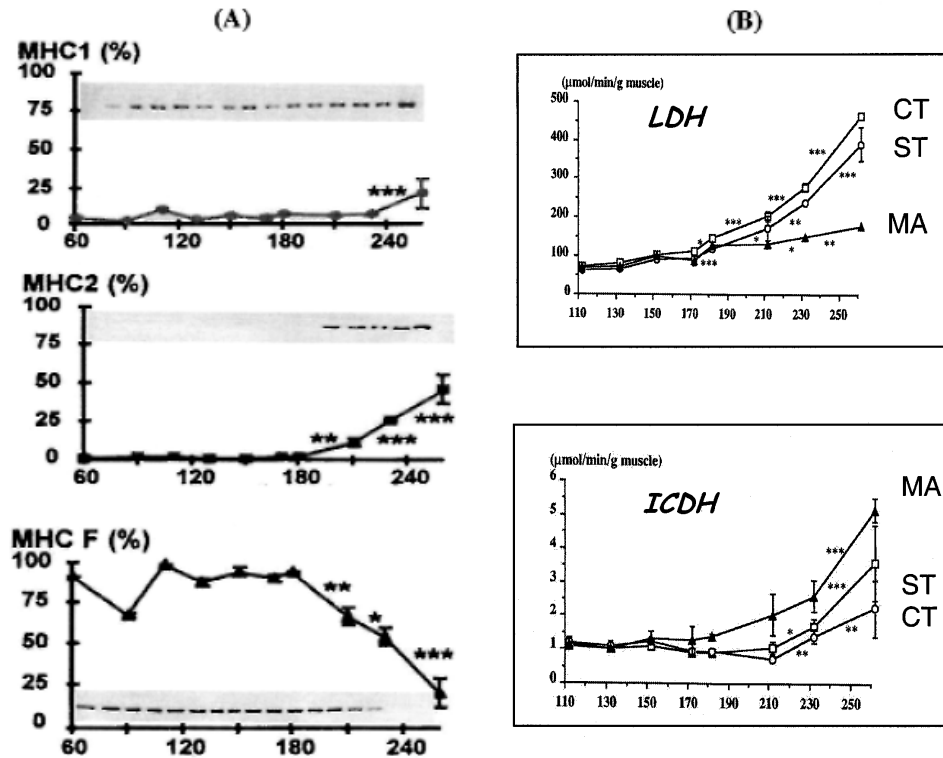 (A)
MHC1 (%)
100
75
50
25
0
***
60 120 180 240
MHC2 (%)
100
75
50
25
0
** *** ***
60 120 180 240
MHC F (%)
100
75
50
25
0
** * ***
60 120 180 240
(B)
(μmol/min/g muscle)
LDH
500
400
300
200
100
0
CT
ST
MA
*** *** *** ***
* * ** *** * **
110 130 150 170 190 210 230 250
(μmol/min/g muscle)
ICDH
6
5
4
3
2
1
0
MA
ST
CT
*** *** * ** **
110 130 150 170 190 210 230 250